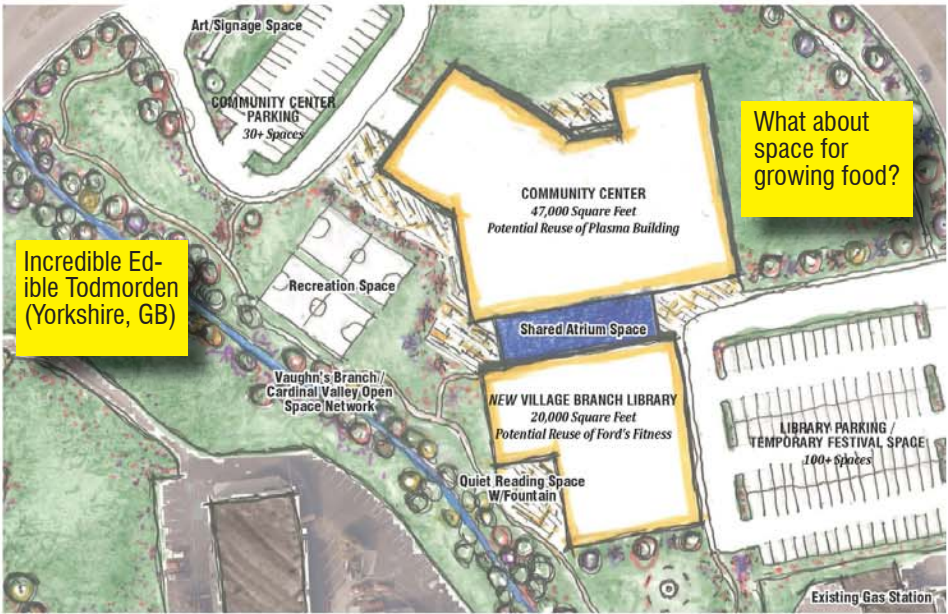 Art/Signage Space
COMMUNITY CENTER
PARKING
30+ Spaces
What about
space for
growing food?
COMMUNITY CENTER
47,000 Square Feet
Potential Reuse of Plasma Building
Incredible Ed-
ible Todmorden
(Yorkshire, GB)
Recreation Space
Shared Atrium Space
Vaughn's Branch /
Cardinal Valley Open
Space Network
NEW VILLAGE BRANCH LIBRARY
20,000 Square Feet
Potential Reuse of Ford's Fitness
LIBRARY PARKING /
TEMPORARY FESTIVAL SPACE
100+ Spaces
Quiet Reading Space
W/Fountain
Existing Gas Station